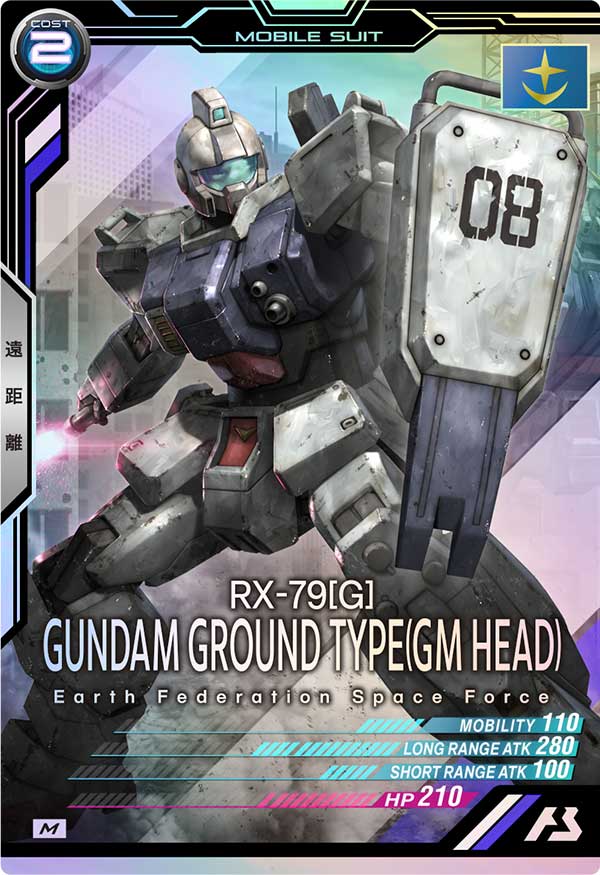 COST
2
MOBILE SUIT
08
遠距離
RX-79[G]
GUNDAM GROUND TYPE(GM HEAD)
Earth Federation Space Force
MOBILITY 110
LONG RANGE ATK 280
SHORT RANGE ATK 100
HP 210
M